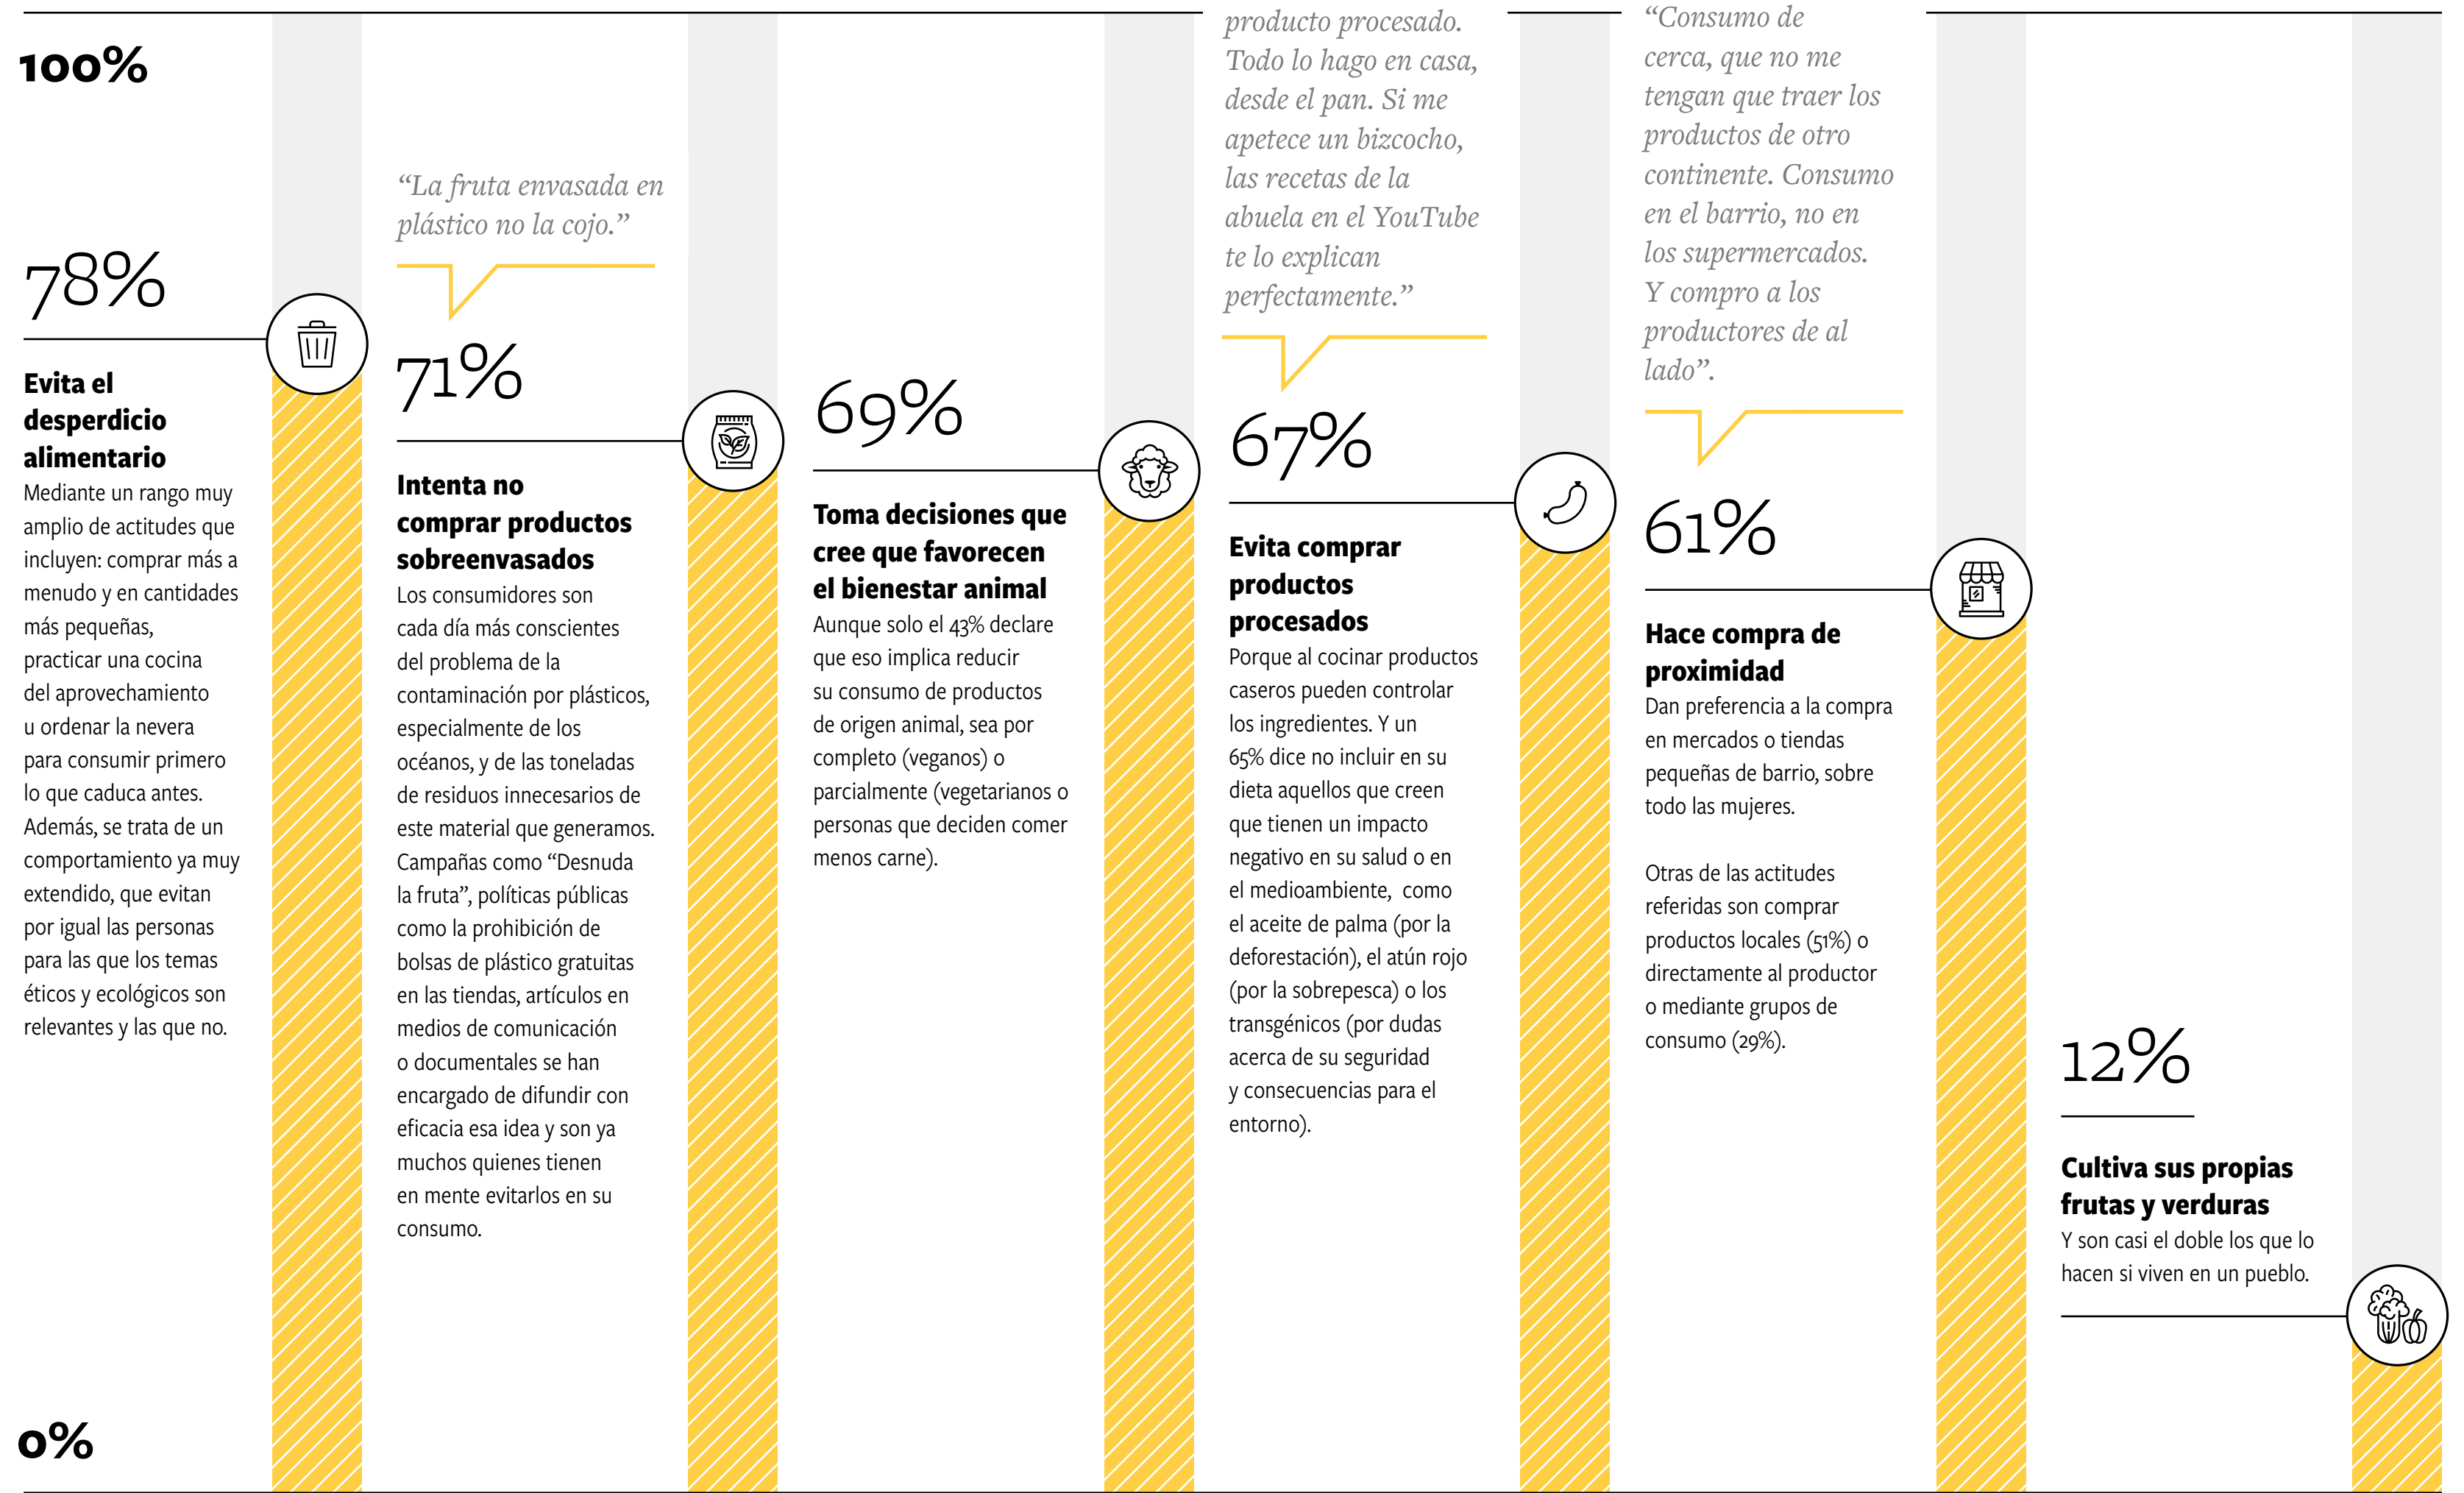 100%
78%
Evita el
desperdicio
alimentario
Mediante un rango muy
amplio de actitudes que
incluyen: comprar más a
menudo y en cantidades
más pequeñas,
practicar una cocina
del aprovechamiento
u ordenar la nevera
para consumir primero
lo que caduca antes.
Además, se trata de un
comportamiento ya muy
extendido, que evitan
por igual las personas
para las que los temas
éticos y ecológicos son
relevantes y las que no.
0%
“La fruta envasada en
plástico no la cojo.”
71%
Intenta no
comprar productos
sobreenvasados
Los consumidores son
cada día más conscientes
del problema de la
contaminación por plásticos,
especialmente de los
océanos, y de las toneladas
de residuos innecesarios de
este material que generamos.
Campañas como “Desnuda
la fruta”, políticas públicas
como la prohibición de
bolsas de plástico gratuitas
en las tiendas, artículos en
medios de comunicación
o documentales se han
encargado de difundir con
eficacia esa idea y son ya
muchos quienes tienen
en mente evitarlos en su
consumo.
69%
Toma decisiones que
cree que favorecen
el bienestar animal
Aunque solo el 43% declare
que eso implica reducir
su consumo de productos
de origen animal, sea por
completo (veganos) o
parcialmente (vegetarianos o
personas que deciden comer
menos carne).
producto procesado.
Todo lo hago en casa,
desde el pan. Si me
apetece un bizcocho,
las recetas de la
abuela en el YouTube
te lo explican
perfectamente.”
67%
Evita comprar
productos
procesados
Porque al cocinar productos
caseros pueden controlar
los ingredientes. Y un
65% dice no incluir en su
dieta aquellos que creen
que tienen un impacto
negativo en su salud o en
el medioambiente, como
el aceite de palma (por la
deforestación), el atún rojo
(por la sobrepesca) o los
transgénicos (por dudas
acerca de su seguridad
y consecuencias para el
entorno).
“Consumo de
cerca, que no me
tengan que traer los
productos de otro
continente. Consumo
en el barrio, no en
los supermercados.
Y compro a los
productores de al
lado”.
61%
Hace compra de
proximidad
Dan preferencia a la compra
en mercados o tiendas
pequeñas de barrio, sobre
todo las mujeres.
Otras de las actitudes
referidas son comprar
productos locales (51%) o
directamente al productor
o mediante grupos de
consumo (29%).
12%
Cultiva sus propias
frutas y verduras
Y son casi el doble los que lo
hacen si viven en un pueblo.